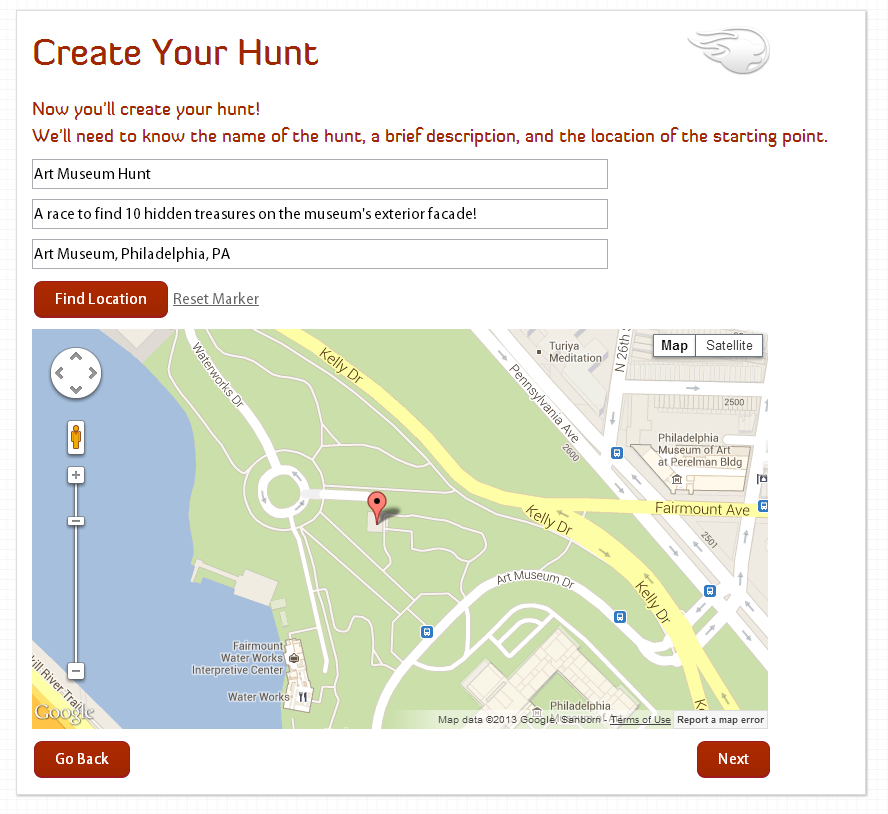 Create Your Hunt
Now you'll create your hunt!
We'll need to know the name of the hunt, a brief description, and the location of the starting point.
Art Museum Hunt
A race to find 10 hidden treasures on the museum's exterior facade!
Art Museum, Philadelphia, PA
Find Location Reset Marker
Map Satellite
Turiya
Meditation
N 26th
Waterworks Dr
Kelly Dr
Pennsylvania Ave
2600
2500
Philadelphia
Museum of Art
at Perelman Bldg
Fairmount Ave
Kelly Dr
2501
Art Museum Dr
Kelly Dr
Fairmount
Water Works
Interpretive Center
Water Works
River Trail
Philadelphia
Google
Map data ©2013 Google, Sanborn - Terms of Use Report a map error
Go Back
Next